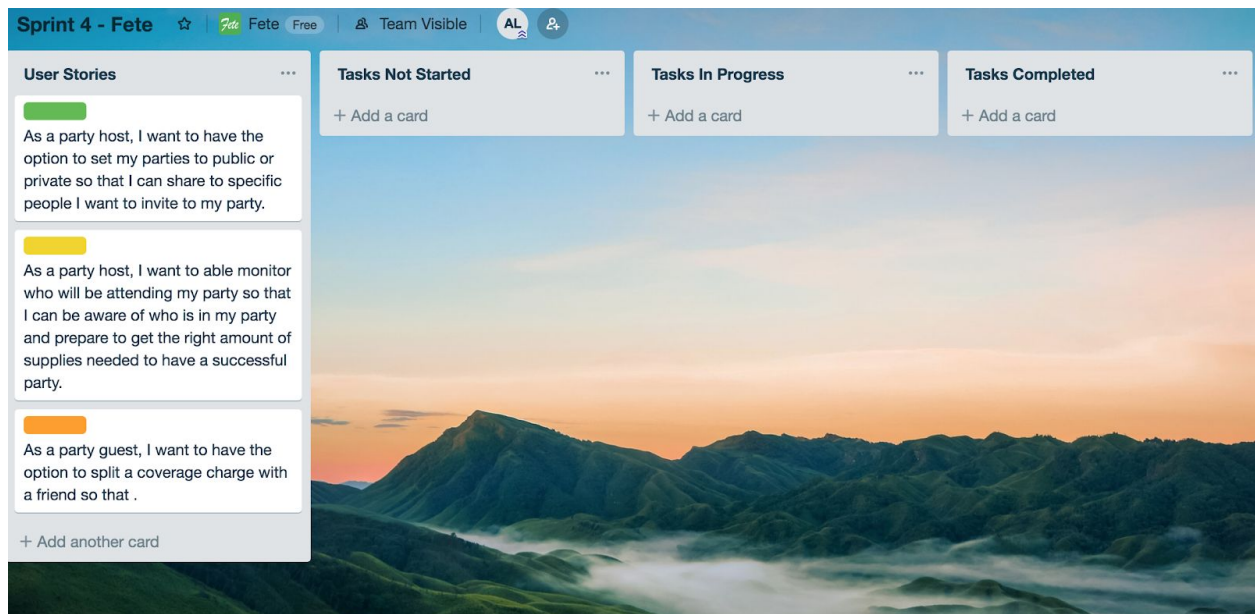 Sprint 4 - Fete Fete Fete Free Team Visible AL
User Stories
As a party host, I want to have the
option to set my parties to public or
private so that I can share to specific
people I want to invite to my party.
As a party host, I want to able monitor
who will be attending my party so that
I can be aware of who is in my party
and prepare to get the right amount of
supplies needed to have a successful
party.
As a party guest, I want to have the
option to split a coverage charge with
a friend so that .
+ Add another card
Tasks Not Started
+ Add a card
Tasks In Progress
+ Add a card
Tasks Completed
+ Add a card